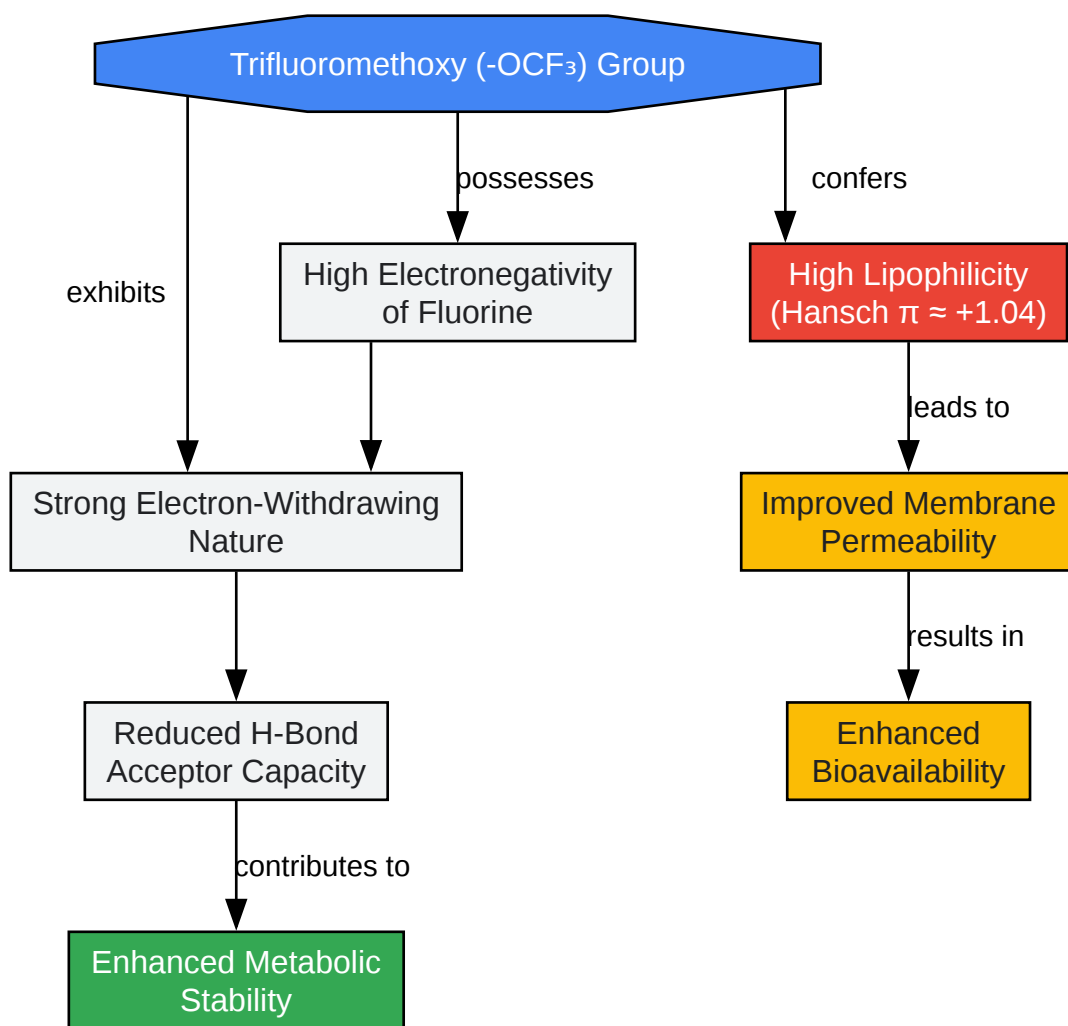 Trifluoromethoxy (-OCF₃) Group
possesses
confers
exhibits
High Electronegativity
of Fluorine
High Lipophilicity
(Hansch π ≈ +1.04)
leads to
Strong Electron-Withdrawing
Nature
Improved Membrane
Permeability
results in
Reduced H-Bond
Acceptor Capacity
Enhanced
Bioavailability
contributes to
Enhanced Metabolic
Stability